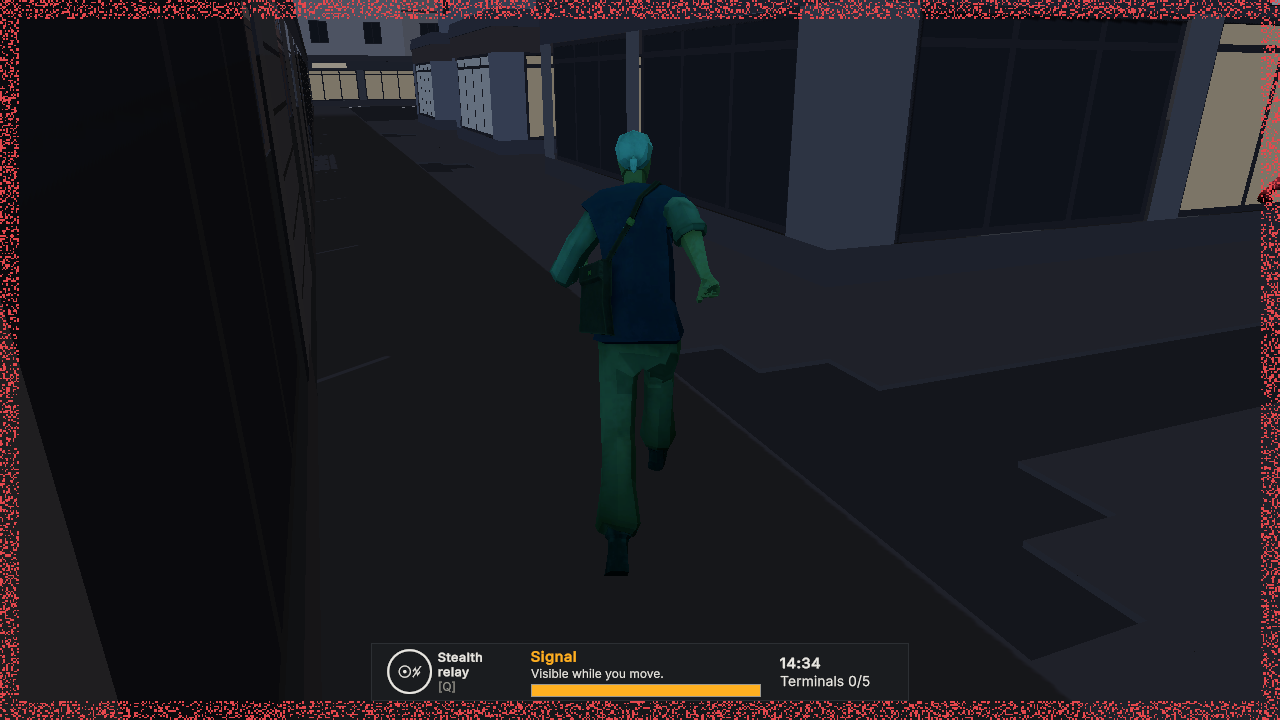 Stealth
relay
[Q]
Signal
Visible while you move.
14:34
Terminals 0/5